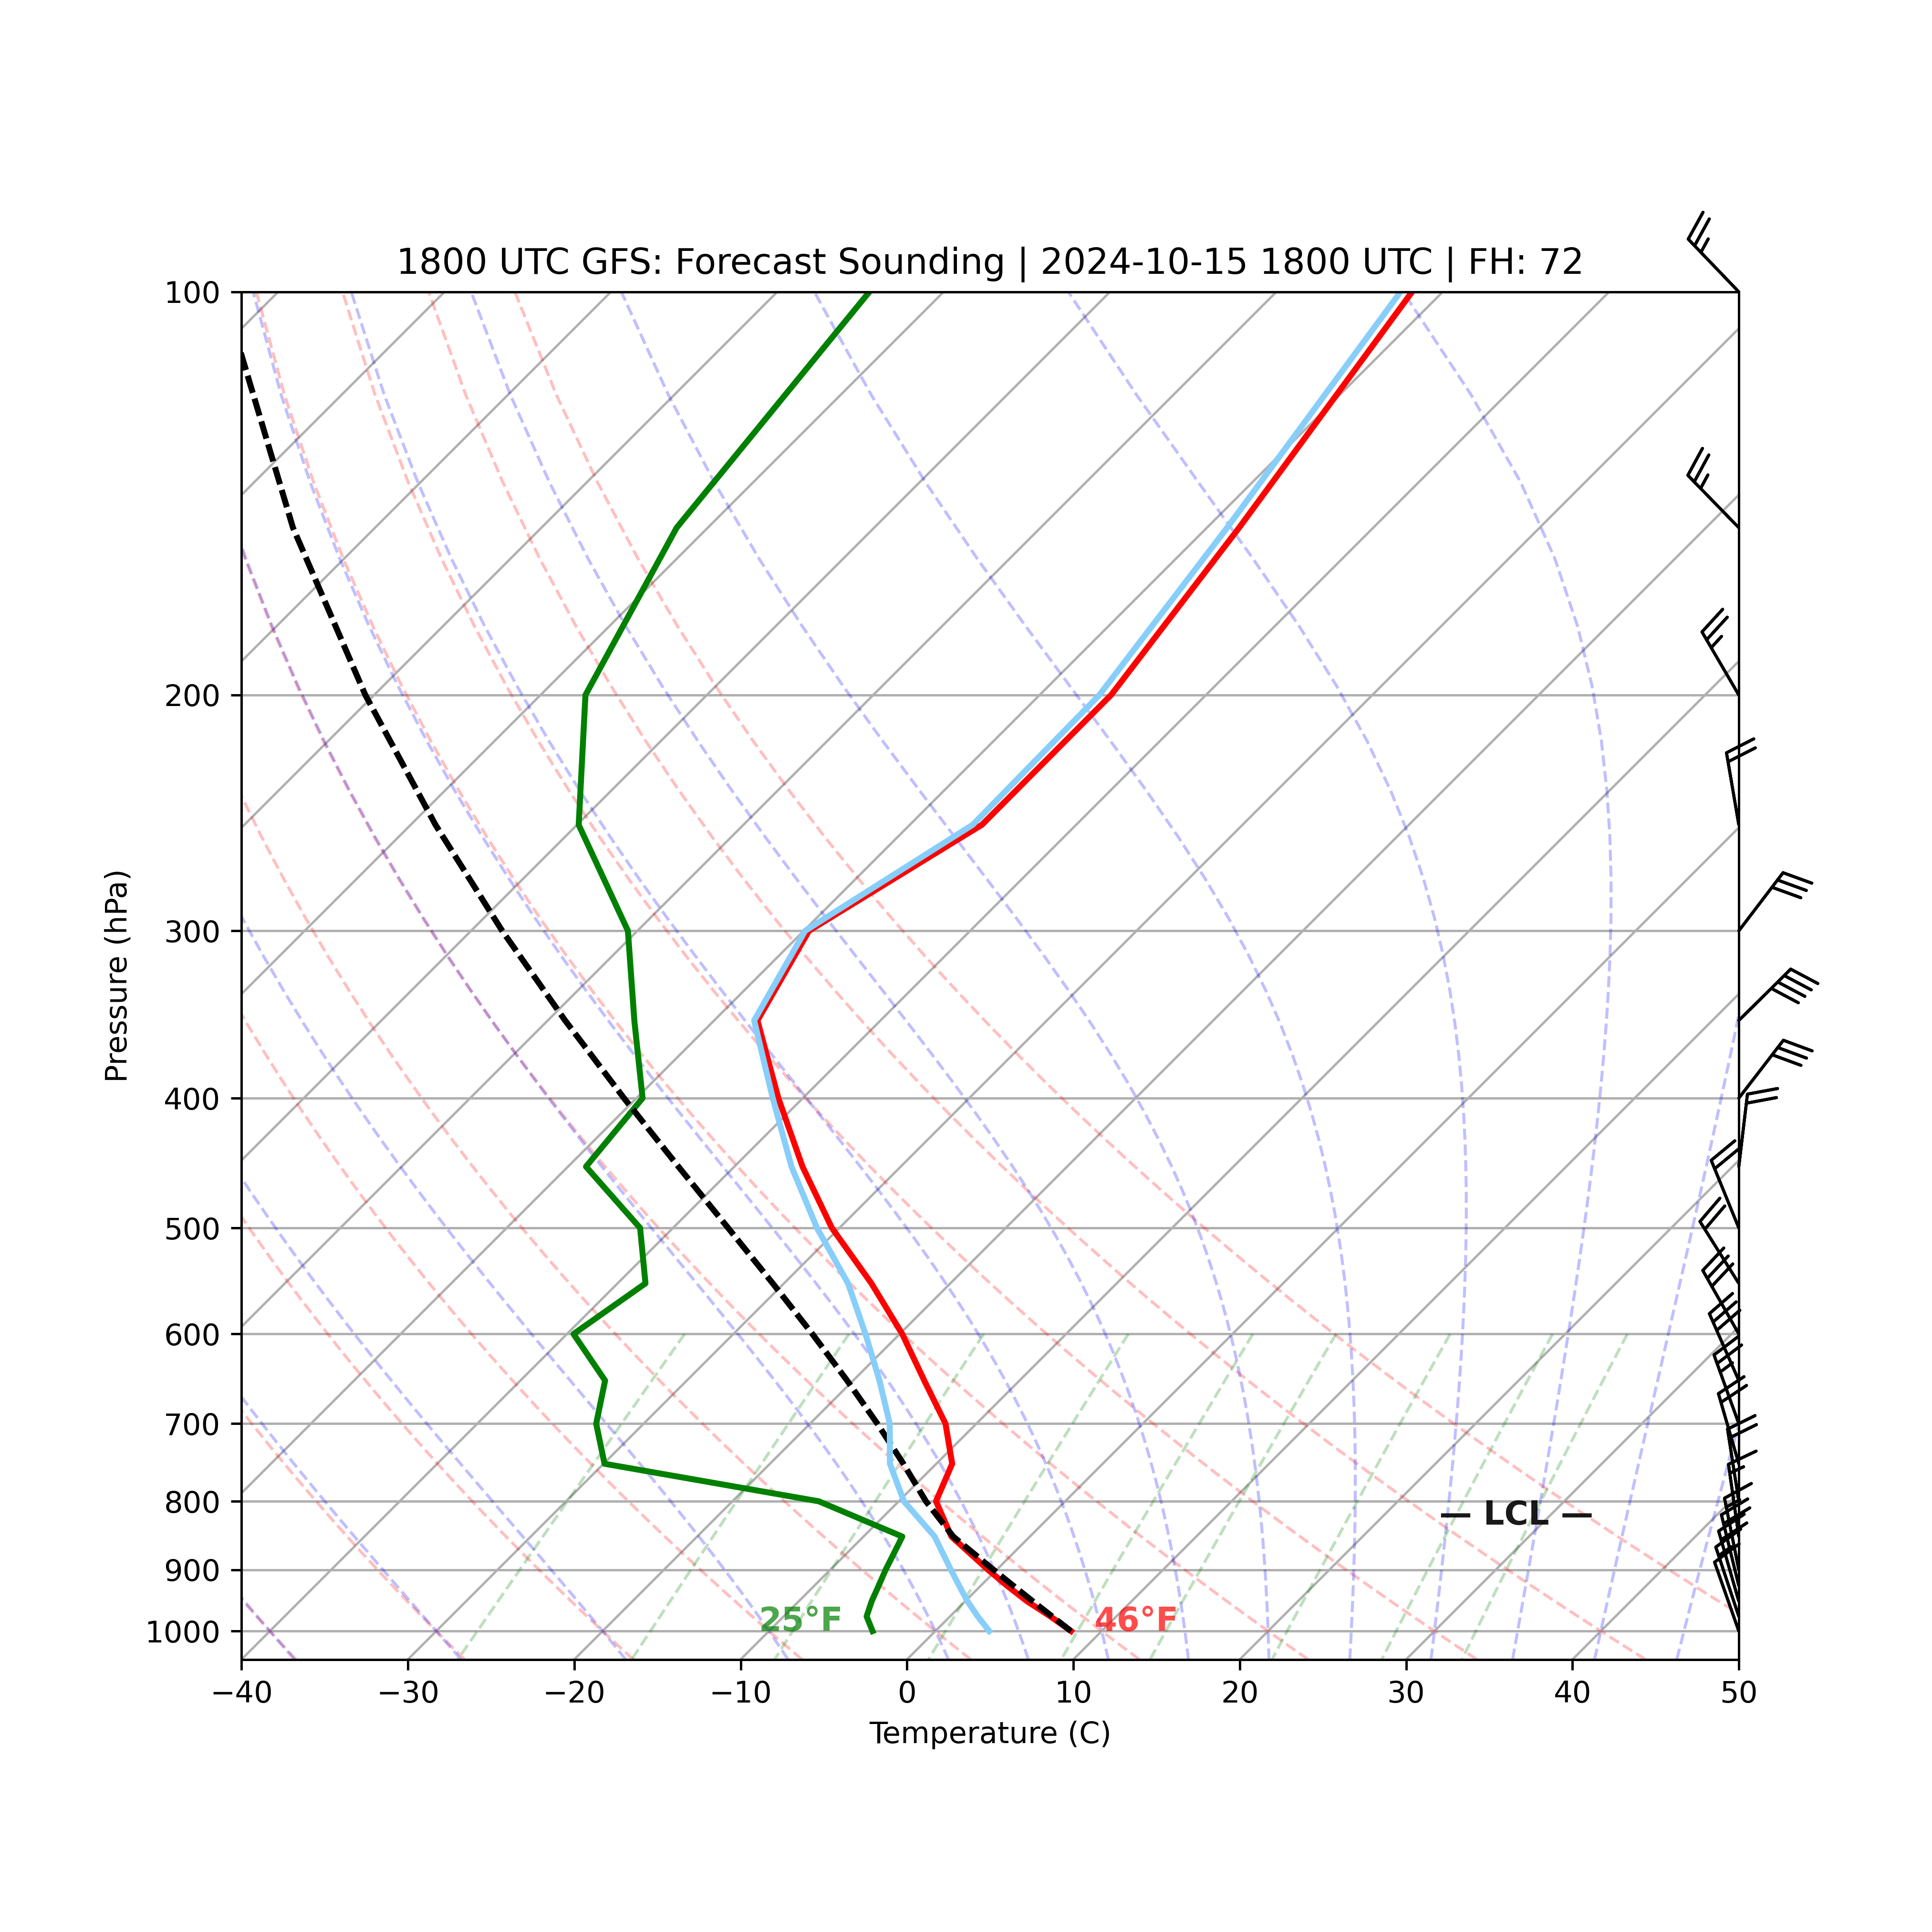 1800 UTC GFS: Forecast Sounding | 2024-10-15 1800 UTC | FH: 72
100
200
300
400
500
600
700
800
900
1000
Pressure (hPa)
— LCL —
25°F
46°F
−40 −30 −20 −10 0 10 20 30 40 50
Temperature (C)